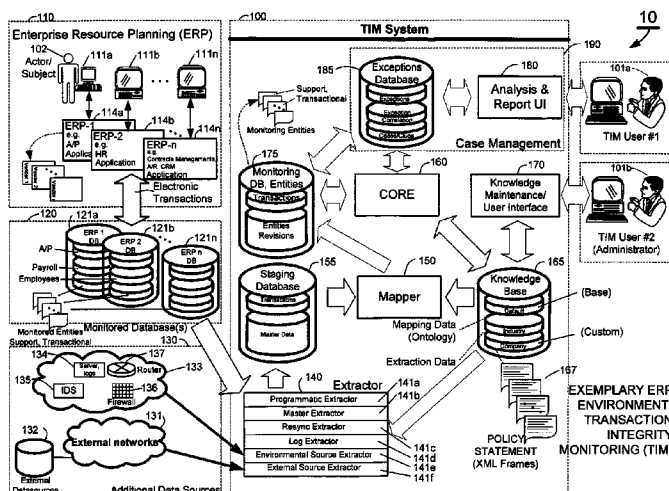 10
110
100
TIM System
Enterprise Resource Planning (ERP)
102
Actor/
Subject
111a
111b
111n
114a
114b
114n
ERP-1
e.g.
A/P
Applicat
ERP-2
e.g.
HR
Application
ERP-n
e.g.
Contracts Management,
A/R, CRM
Application
Electronic
Transactions
190
185
Exceptions
Database
Exceptions
Exception
Correlation
180
Analysis &
Report UI
Case Management
101a
TIM User #1
Support,
Transactional
Monitoring Entities
175
Monitoring
DB, Entities
Transactions
Entities
Revisions
160
CORE
170
Knowledge
Maintenance/
User Interface
101b
TIM User #2
(Administrator)
120
121a
121b
121n
ERP 1
DB
ERP 2
DB
ERP n
DB
A/P
Payroll
Employees
Monitored Entities
Support, Transactional
Monitored Database(s)
155
Staging
Database
Transactions
Master Data
150
Mapper
165
Knowledge
Base
Default
Industry
Company
(Base)
(Custom)
Mapping Data
(Ontology)
Extraction Data
130
134
Server,
logs
137
Router
133
135
IDS
136
Firewall
131
132
External networks
External
Datasources
Additional Data Sources
140
Extractor
141a
Programmatic Extractor
141b
Master Extractor
Resync Extractor
141c
Log Extractor
141d
Environmental Source Extractor
141e
External Source Extractor
141f
167
POLICY
STATEMENT
(XML Frames)
EXEMPLARY ERP
ENVIRONMENT
TRANSACTION
INTEGRITY
MONITORING (TIM